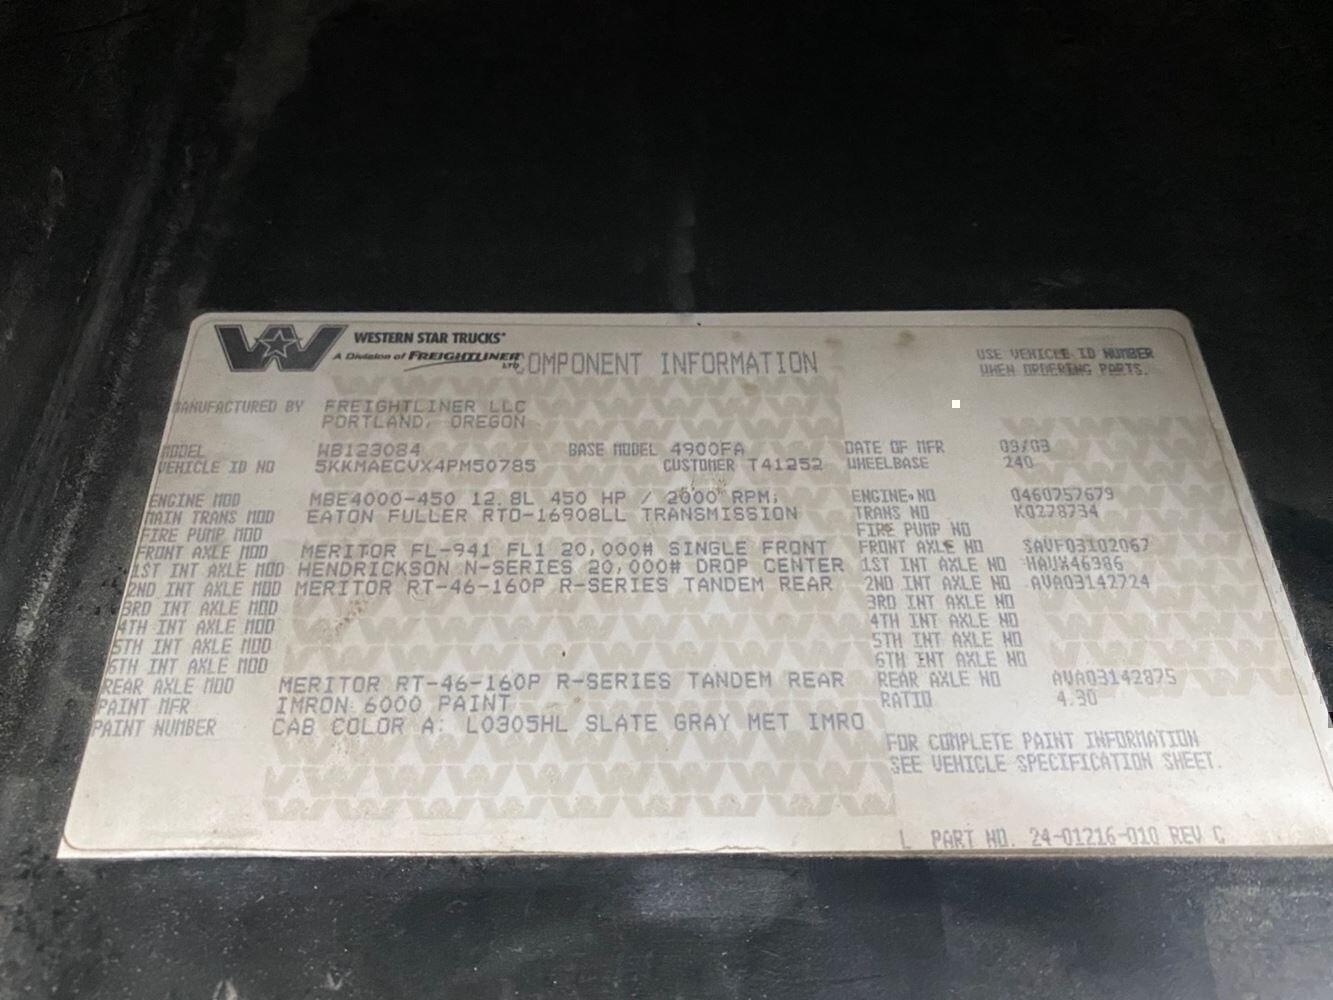 WESTERN STAR TRUCKS
A Division of FREIGHTLINER LTD
COMPONENT INFORMATION
USE VEHICLE ID NUMBER
WHEN ORDERING PARTS.
MANUFACTURED BY FREIGHTLINER LLC
PORTLAND, OREGON
MODEL WB123084 BASE MODEL 4900FA DATE OF MFR 09/03
VEHICLE ID NO 5KKMAECVX4PM50785 CUSTOMER T41252 WHEELBASE 240
ENGINE MOD MBE4000-450 12.8L 450 HP / 2000 RPM; ENGINE NO 0460757679
MAIN TRANS MOD EATON FULLER RTO-16908LL TRANSMISSION TRANS NO K0278734
FIRE PUMP MOD FIRE PUMP NO
FRONT AXLE MOD MERITOR FL-941 FL1 20,000# SINGLE FRONT FRONT AXLE NO SAVF03102067
1ST INT AXLE MOD HENDRICKSON N-SERIES 20,000# DROP CENTER 1ST INT AXLE NO HAUX46386
2ND INT AXLE MOD MERITOR RT-46-160P R-SERIES TANDEM REAR 2ND INT AXLE NO AVA03142724
3RD INT AXLE MOD 3RD INT AXLE NO
4TH INT AXLE MOD 4TH INT AXLE NO
5TH INT AXLE MOD 5TH INT AXLE NO
6TH INT AXLE MOD 6TH INT AXLE NO
REAR AXLE MOD MERITOR RT-46-160P R-SERIES TANDEM REAR REAR AXLE NO AVA03142875
PAINT MFR IMRON 6000 PAINT RATIO 4.30
PAINT NUMBER CAB COLOR A: L0305HL SLATE GRAY MET IMRO
FOR COMPLETE PAINT INFORMATION
SEE VEHICLE SPECIFICATION SHEET.
L PART NO. 24-01216-010 REV C